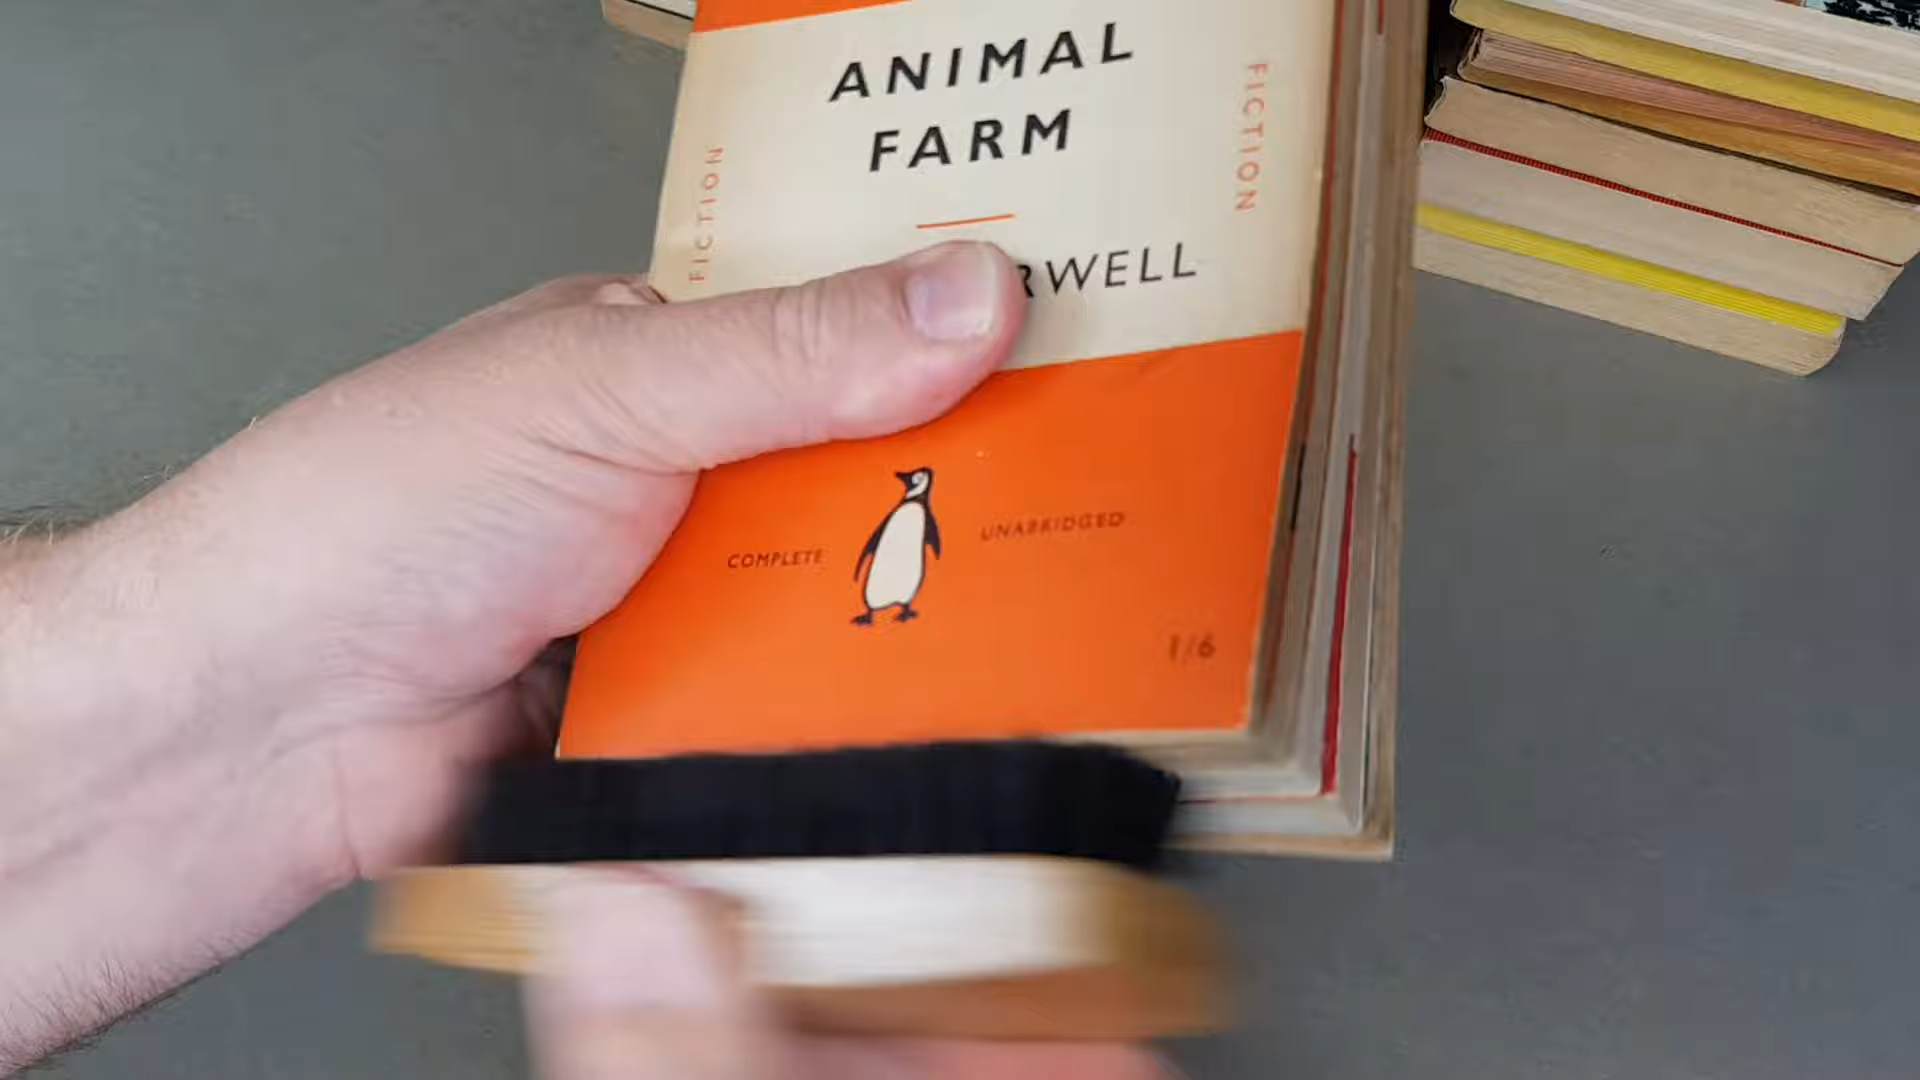 ANIMAL
FARM
FICTION
FICTION
RWELL
COMPLETE
UNABRIDGED
1/6